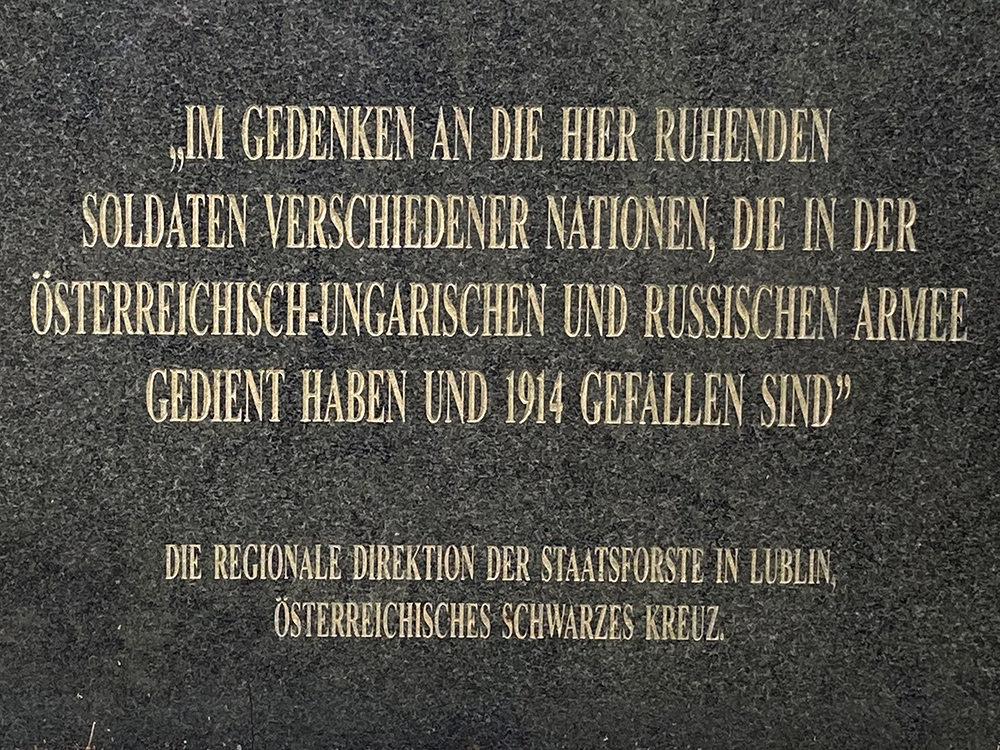 „IM GEDENKEN AN DIE HIER RUHENDEN
SOLDATEN VERSCHIEDENER NATIONEN, DIE IN DER
ÖSTERREICHISCH-UNGARISCHEN UND RUSSISCHEN ARMEE
GEDIENT HABEN UND 1914 GEFALLEN SIND”
DIE REGIONALE DIREKTION DER STAATSFORSTE IN LUBLIN,
ÖSTERREICHISCHES SCHWARZES KREUZ.